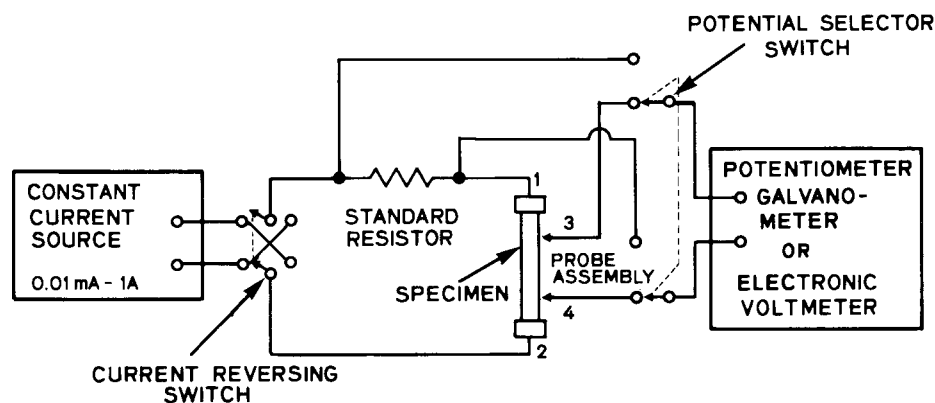 POTENTIAL SELECTOR
SWITCH
CONSTANT
CURRENT
SOURCE
0.01 mA - 1A
STANDARD
RESISTOR
1
3
SPECIMEN
PROBE
ASSEMBLY
4
2
POTENTIOMETER
GALVANO-
METER
OR
ELECTRONIC
VOLTMETER
CURRENT REVERSING
SWITCH